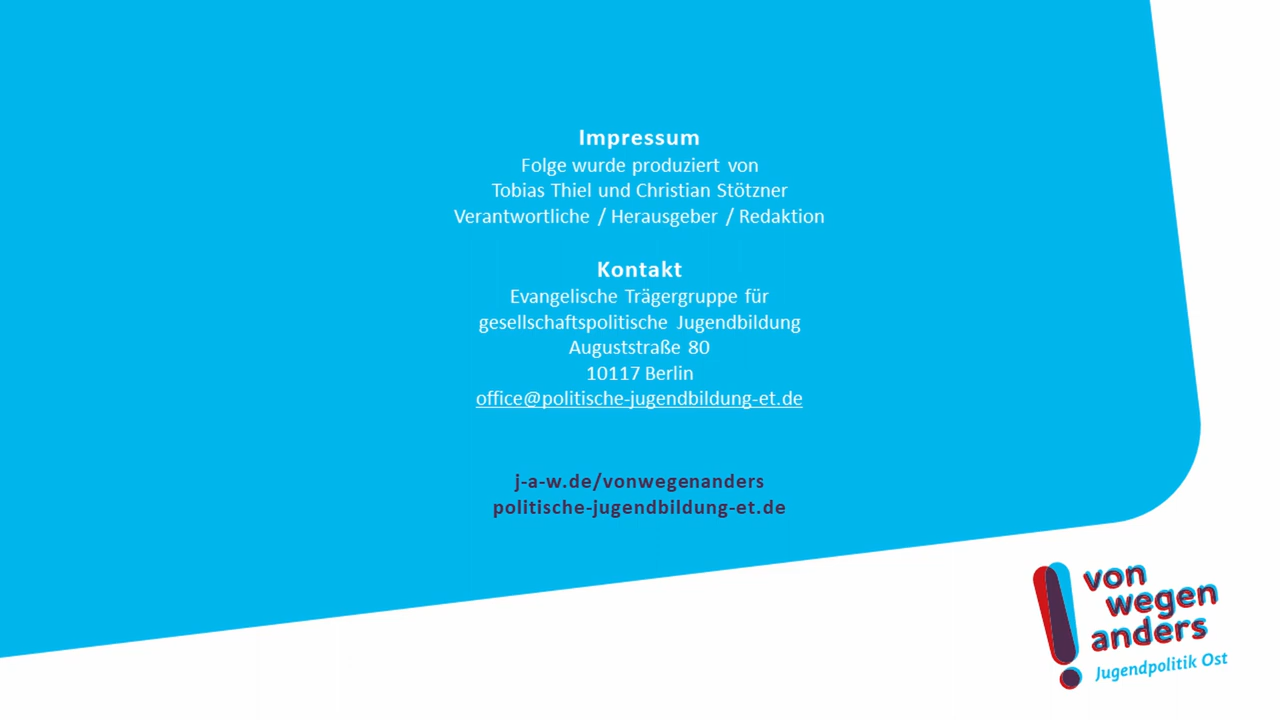 Impressum
Folge wurde produziert von
Tobias Thiel und Christian Stötzner
Verantwortliche / Herausgeber / Redaktion
Kontakt
Evangelische Trägergruppe für
gesellschaftspolitische Jugendbildung
Auguststraße 80
10117 Berlin
office@politische-jugendbildung-et.de
j-a-w.de/vonwegenanders
politische-jugendbildung-et.de
von
wegen
anders
Jugendpolitik Ost